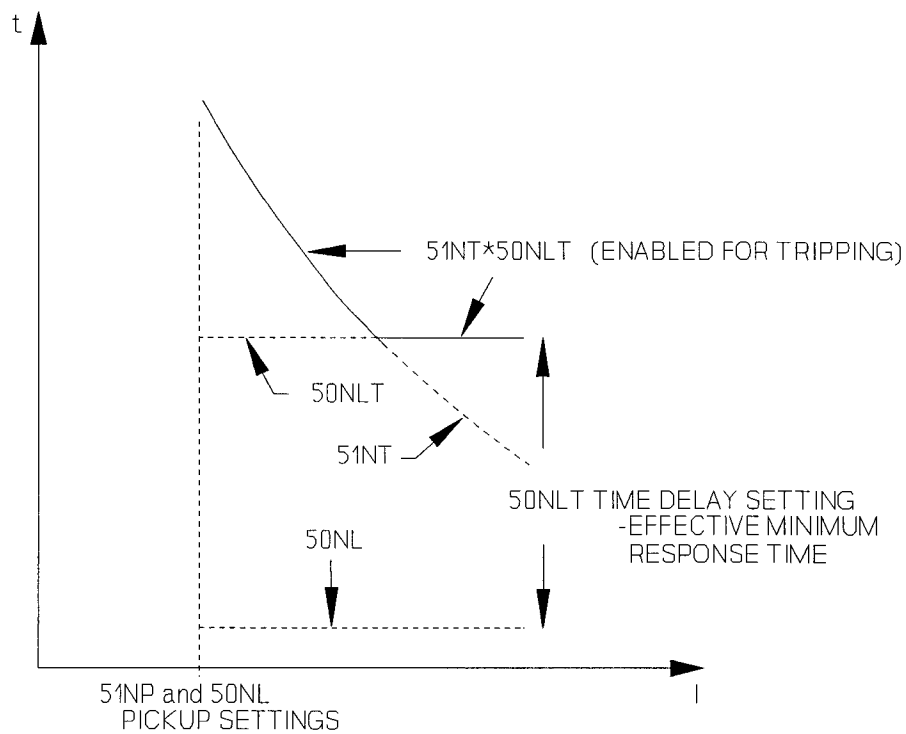 t
51NT*50NLT (ENABLED FOR TRIPPING)
50NLT
51NT
50NLT TIME DELAY SETTING
-EFFECTIVE MINIMUM
RESPONSE TIME
50NL
51NP and 50NL
PICKUP SETTINGS
I